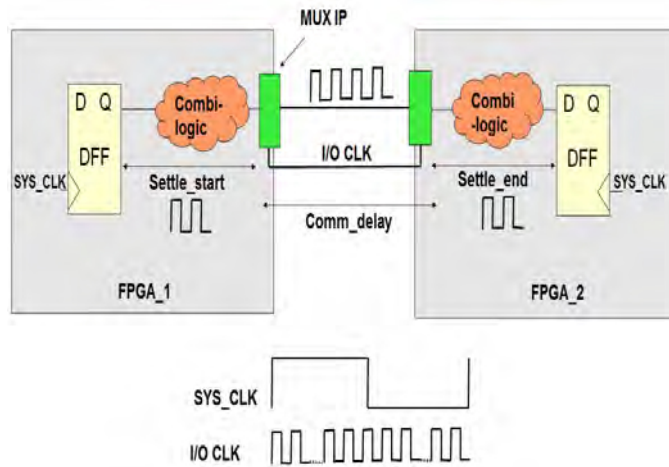 MUX IP
Combi-
logic
D Q
DFF
SYS_CLK
Settle_start
I/O CLK
Comm_delay
Combi
-logic
D Q
DFF
SYS_CLK
Settle_end
FPGA_1
FPGA_2
SYS_CLK
I/O CLK